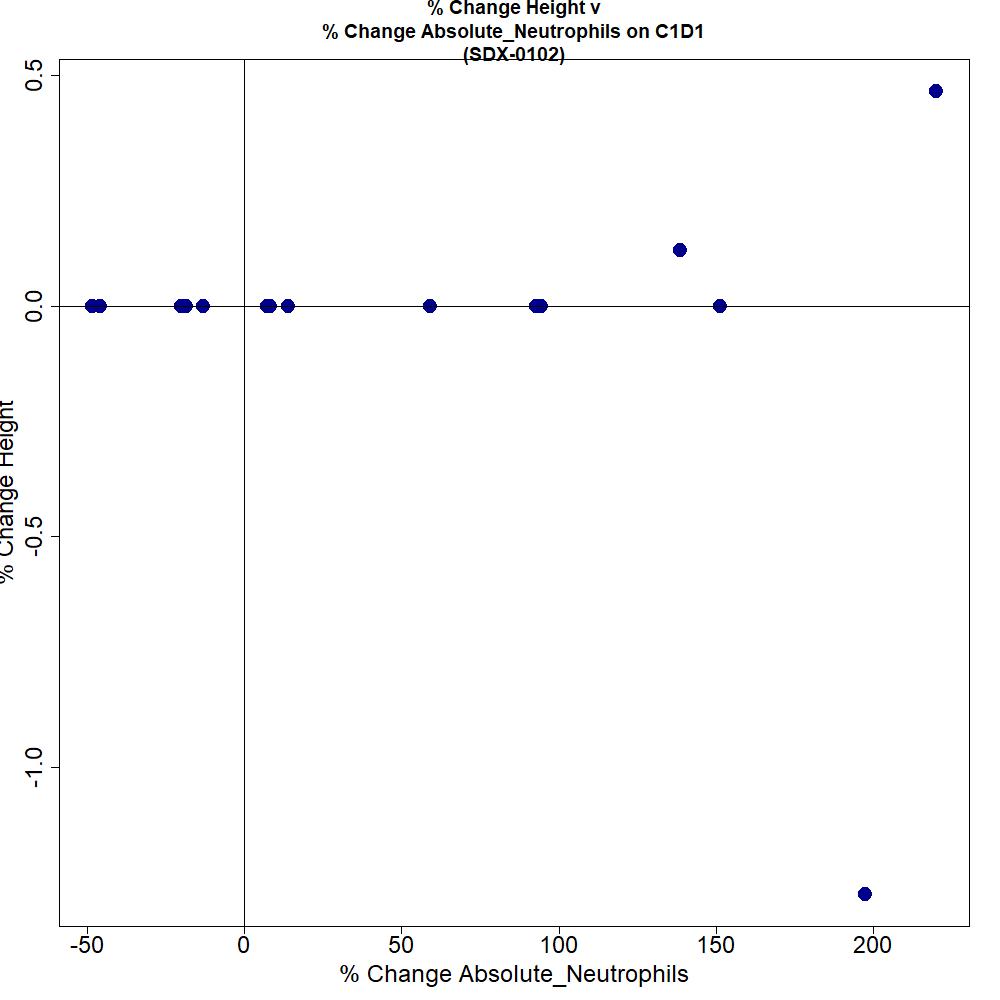 % Change Height v
% Change Absolute_Neutrophils on C1D1
(SDX-0102)
0.5
0.0
-0.5
-1.0
% Change Height
-50
0
50
100
150
200
% Change Absolute_Neutrophils